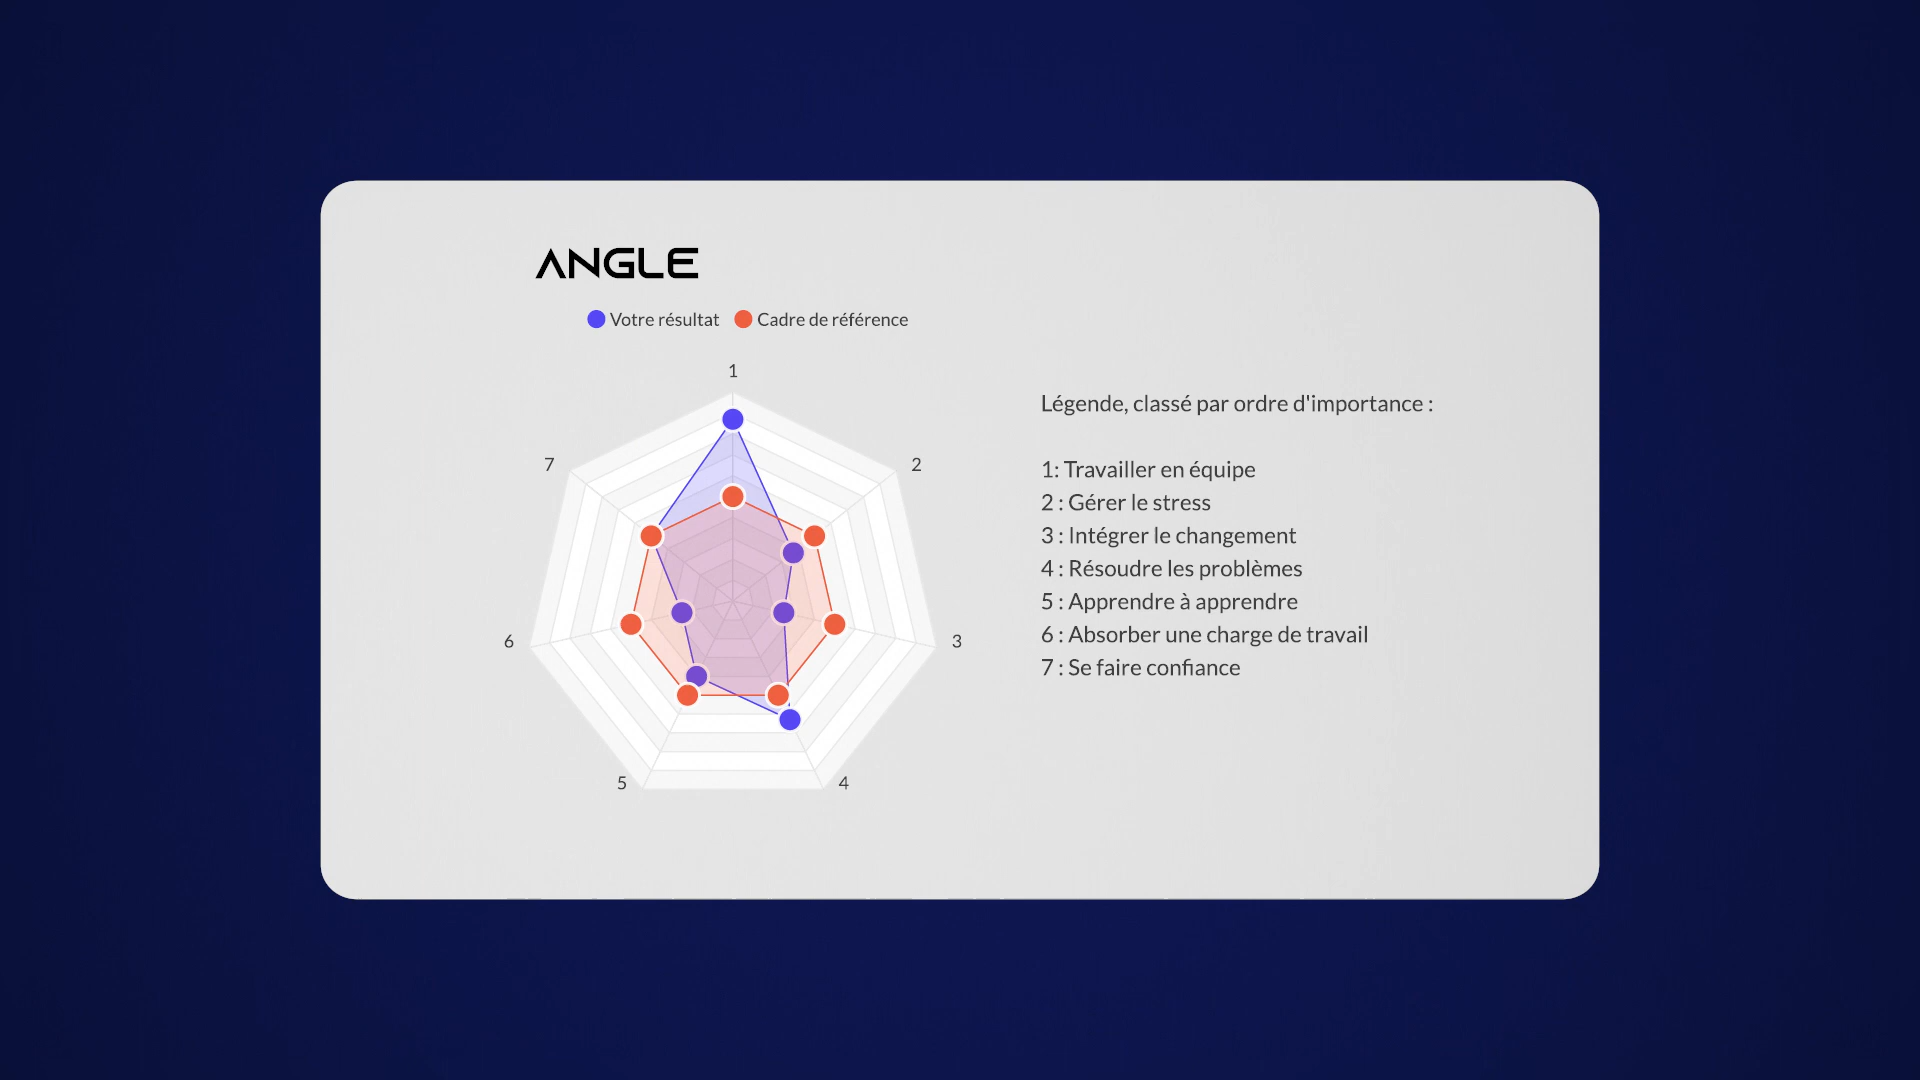 ANGLE
Votre résultat Cadre de référence
1
2
3
4
5
6
7
Légende, classé par ordre d'importance :
1: Travailler en équipe
2 : Gérer le stress
3 : Intégrer le changement
4 : Résoudre les problèmes
5 : Apprendre à apprendre
6 : Absorber une charge de travail
7 : Se faire confiance